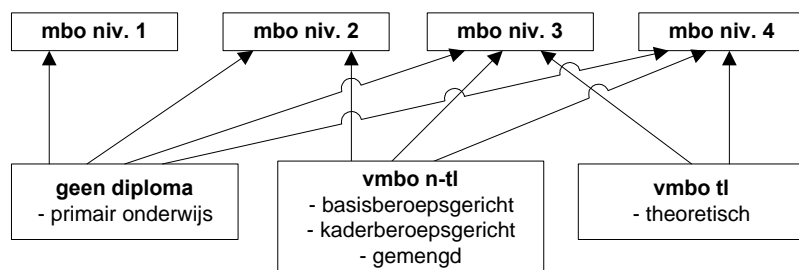 mbo niv. 1
mbo niv. 2
mbo niv. 3
mbo niv. 4
geen diploma
- primair onderwijs
vmbo n-tl
- basisberoepsgericht
- kaderberoepsgericht
- gemengd
vmbo tl
- theoretisch